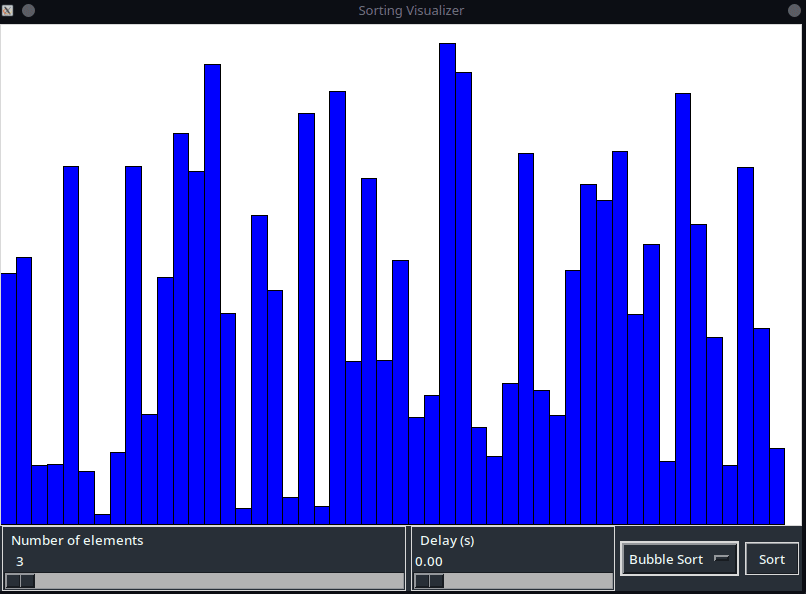 Sorting Visualizer
Number of elements
3
Delay (s)
0.00
Bubble Sort
Sort